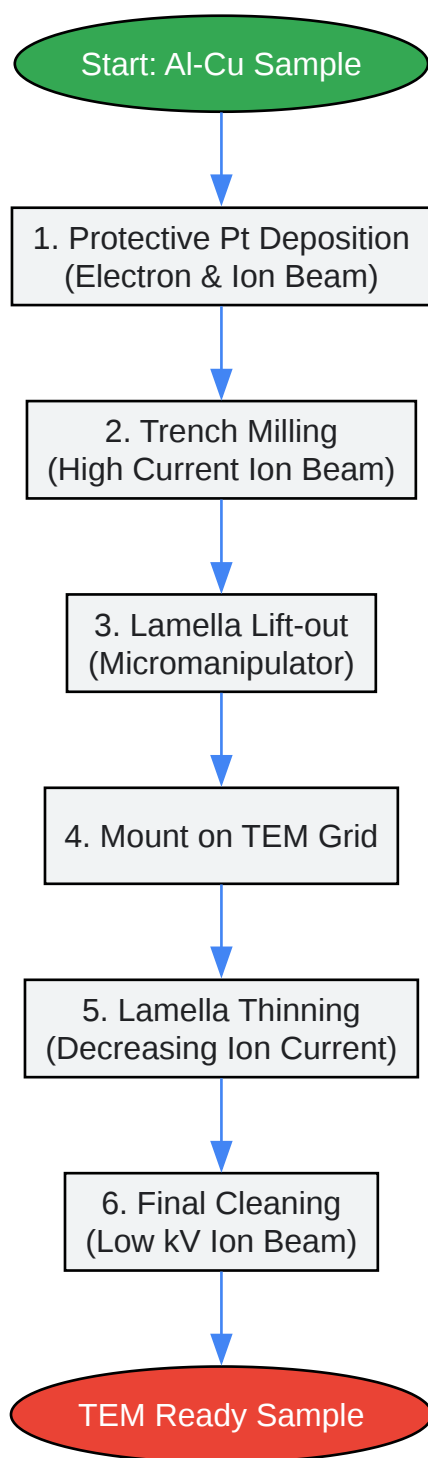 Start: Al-Cu Sample
1. Protective Pt Deposition
(Electron & Ion Beam)
2. Trench Milling
(High Current Ion Beam)
3. Lamella Lift-out
(Micromanipulator)
4. Mount on TEM Grid
5. Lamella Thinning
(Decreasing Ion Current)
6. Final Cleaning
(Low kV Ion Beam)
TEM Ready Sample